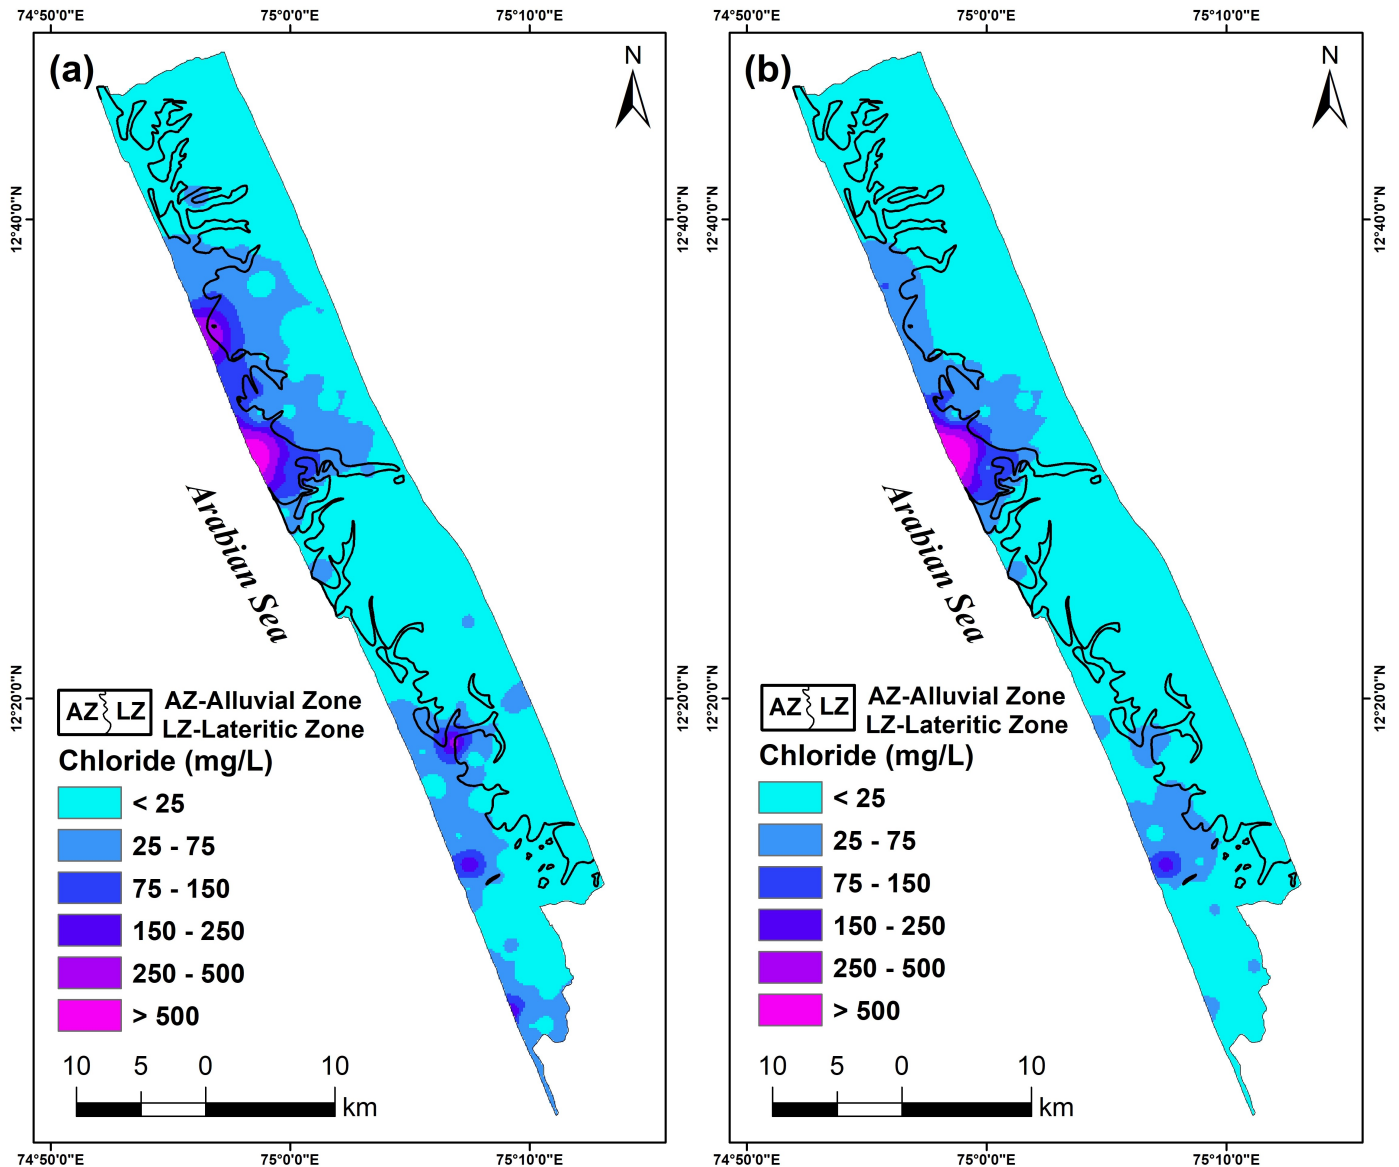 74°50'0"E 75°0'0"E 75°10'0"E
(a)
N
12°40'0"N
12°40'0"N
Arabian Sea
12°20'0"N
12°20'0"N
AZ LZ
AZ-Alluvial Zone
LZ-Lateritic Zone
Chloride (mg/L)
< 25
25 - 75
75 - 150
150 - 250
250 - 500
> 500
10 5 0 10
km
74°50'0"E 75°0'0"E 75°10'0"E
74°50'0"E 75°0'0"E 75°10'0"E
(b)
N
12°40'0"N
12°40'0"N
Arabian Sea
12°20'0"N
12°20'0"N
AZ LZ
AZ-Alluvial Zone
LZ-Lateritic Zone
Chloride (mg/L)
< 25
25 - 75
75 - 150
150 - 250
250 - 500
> 500
10 5 0 10
km
74°50'0"E 75°0'0"E 75°10'0"E